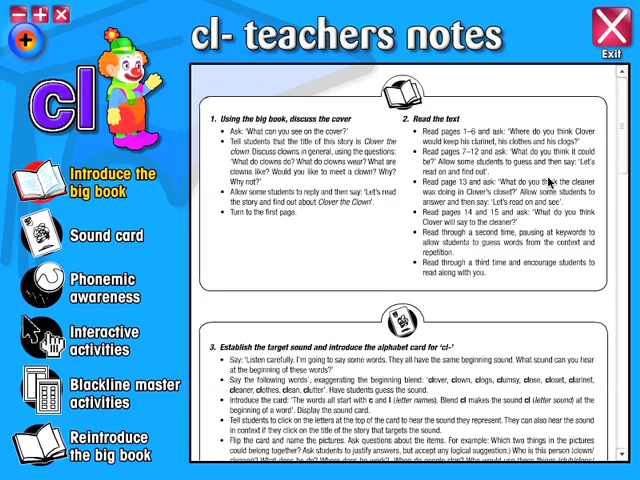 cl- teachers notes
Exit
cl
Introduce the
big book
Sound card
Phonemic
awareness
Interactive
activities
Blackline master
activities
Reintroduce
the big book
1. Using the big book, discuss the cover
• Ask: ‘What can you see on the cover?’
• Tell students that the title of this story is Clover the
clown. Discuss clowns in general, using the questions:
‘What do clowns do? What do clowns wear? What are
clowns like? Would you like to meet a clown? Why?
Why not?’
• Allow some students to reply and then say: ‘Let’s read
the story and find out about Clover the Clown’.
• Turn to the first page.
2. Read the text
• Read pages 1–6 and ask: ‘Where do you think Clover
would keep his clarinet, his clothes and his clogs?’
• Read pages 7–12 and ask: ‘What do you think it could
be?’ Allow some students to guess and then say: ‘Let’s
read on and find out’.
• Read page 13 and ask: ‘What do you think the cleaner
was doing in Clover’s closet?’ Allow some students to
answer and then say: ‘Let’s read on and see’.
• Read pages 14 and 15 and ask: ‘What do you think
Clover will say to the cleaner?’
• Read through a second time, pausing at keywords to
allow students to guess words from the context and
repetition.
• Read through a third time and encourage students to
read along with you.
3. Establish the target sound and introduce the alphabet card for ‘cl-’
• Say: ‘Listen carefully. I’m going to say some words. They all have the same beginning sound. What sound can you hear
at the beginning of these words?’
• Say the following words’, exaggerating the beginning blend: ‘clover, clown, clogs, clumsy, close, closet, clarinet,
cleaner, clothes, clean, clutter’. Have students guess the sound.
• Introduce the card: ‘The words all start with c and l (letter names). Blend cl makes the sound cl (letter sound) at the
beginning of a word’. Display the sound card.
• Tell students to click on the letters at the top of the card to hear the sound they represent. They can also hear the sound
in context if they click on the title of the story that targets the sound.
• Flip the card and name the pictures. Ask questions about the items. For example: Which two things in the pictures
could belong together? Ask students to justify answers, but accept any logical suggestion.) Who is this person (clown/